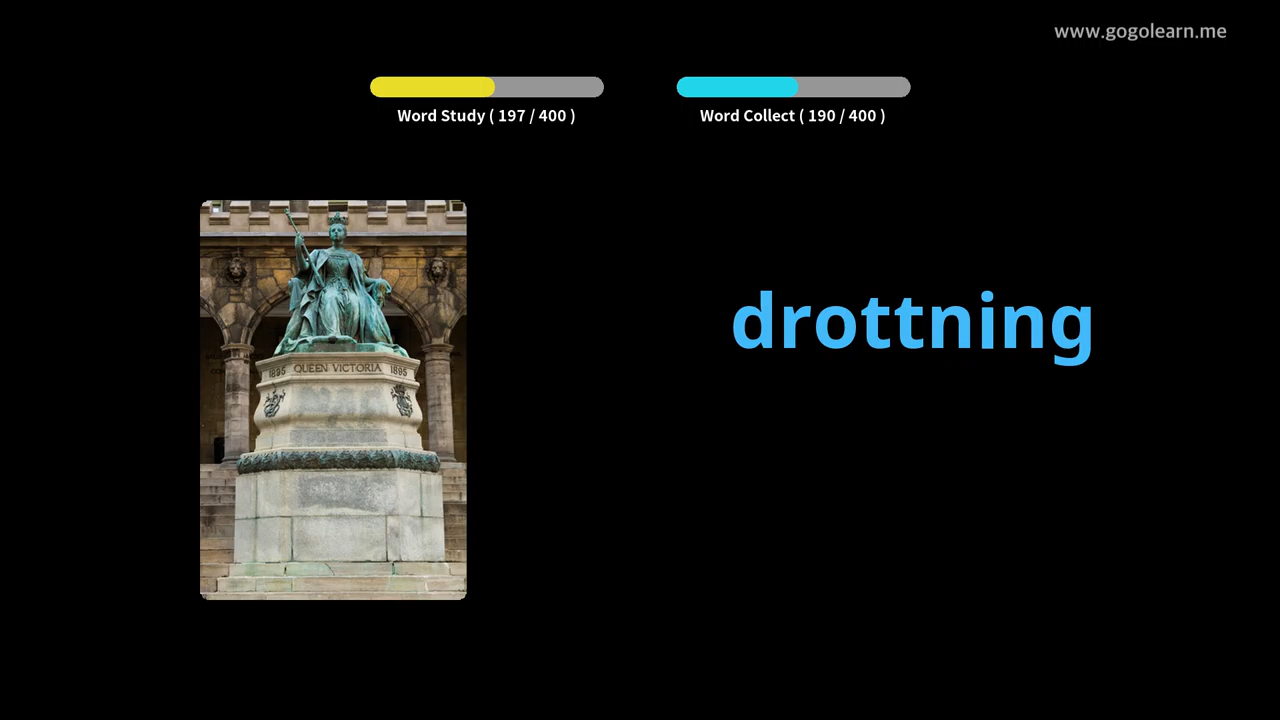 www.gogolearn.me
Word Study ( 197 / 400 )
Word Collect ( 190 / 400 )
drottning
1895 QUEEN VICTORIA 1895